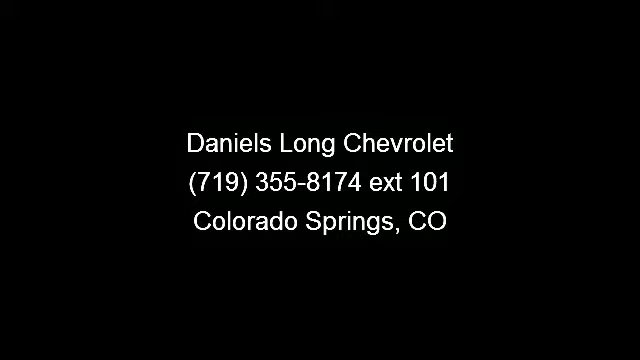 Daniels Long Chevrolet
(719) 355-8174 ext 101
Colorado Springs, CO